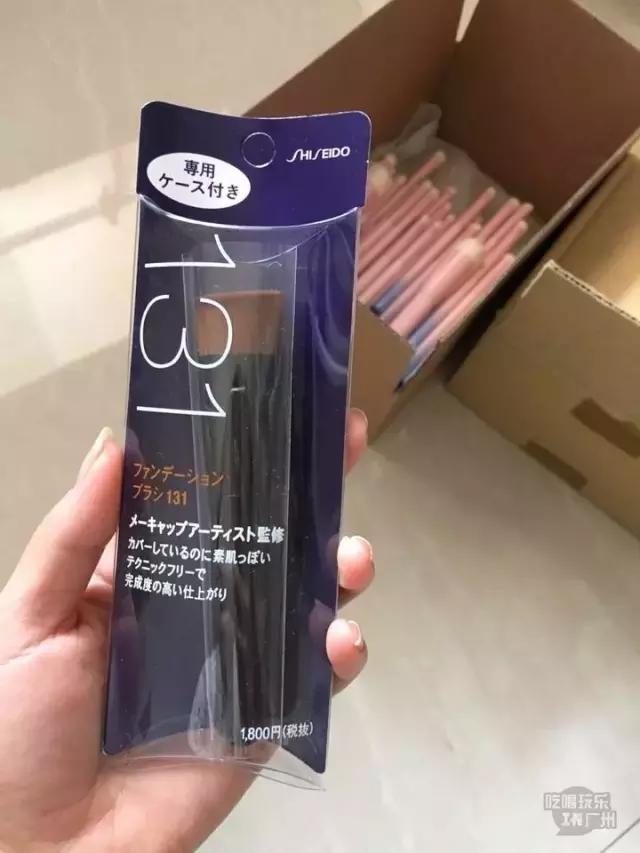 専用
ケース付き
SHISEIDO
131
ファンデーション
ブラシ131
メーキャップアーティスト監修
カバーしているのに素肌っぽい
テクニックフリーで
完成度の高い仕上がり
1,800円(税抜)
吃喝玩乐
IN广州